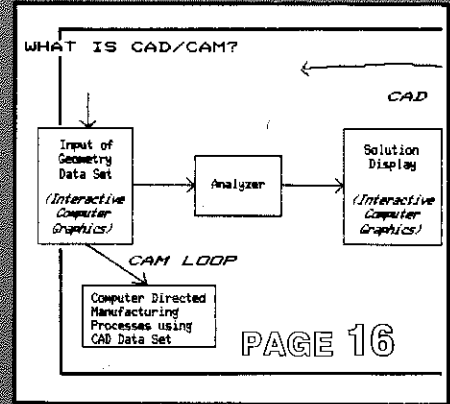 WHAT IS CAD/CAM?
CAD
Input of
Geometry
Data Set
(Interactive
Computer
Graphics)
Analyzer
Solution
Display
(Interactive
Computer
Graphics)
CAM LOOP
Computer Directed
Manufacturing
Processes using
CAD Data Set
PAGE 16